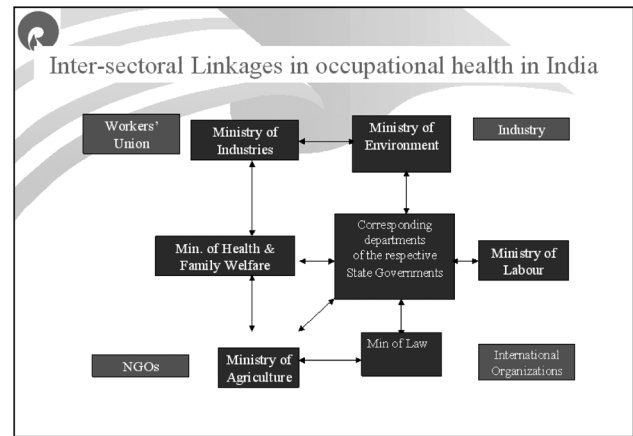 Inter-sectoral Linkages in occupational health in India
Workers’
Union
Ministry of
Industries
Ministry of
Environment
Industry
Min. of Health &
Family Welfare
Corresponding
departments
of the respective
State Governments
Ministry of
Labour
NGOs
Ministry of
Agriculture
Min of Law
International
Organizations